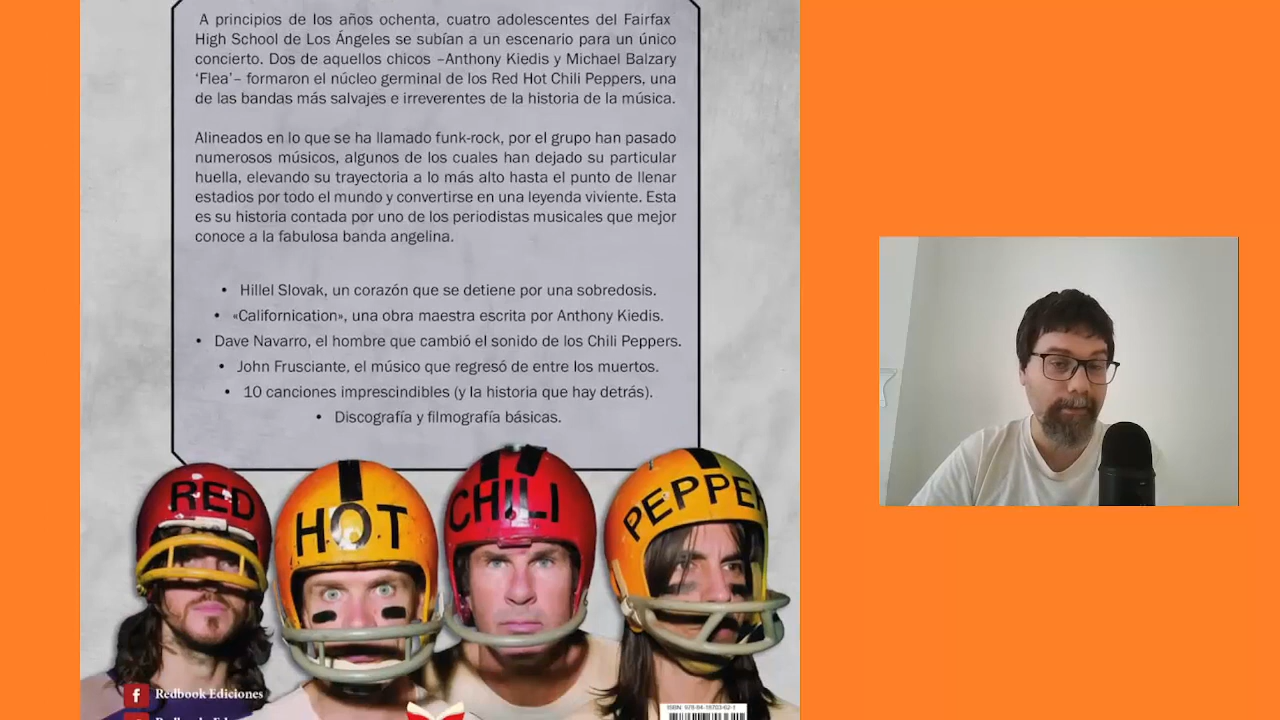 A principios de los años ochenta, cuatro adolescentes del Fairfax
High School de Los Ángeles se subían a un escenario para un único
concierto. Dos de aquellos chicos –Anthony Kiedis y Michael Balzary
‘Flea’– formaron el núcleo germinal de los Red Hot Chili Peppers, una
de las bandas más salvajes e irreverentes de la historia de la música.
Alineados en lo que se ha llamado funk-rock, por el grupo han pasado
numerosos músicos, algunos de los cuales han dejado su particular
huella, elevando su trayectoria a lo más alto hasta el punto de llenar
estadios por todo el mundo y convertirse en una leyenda viviente. Esta
es su historia contada por uno de los periodistas musicales que mejor
conoce a la fabulosa banda angelina.
• Hillel Slovak, un corazón que se detiene por una sobredosis.
• «Californication», una obra maestra escrita por Anthony Kiedis.
• Dave Navarro, el hombre que cambió el sonido de los Chili Peppers.
• John Frusciante, el músico que regresó de entre los muertos.
• 10 canciones imprescindibles (y la historia que hay detrás).
• Discografía y filmografía básicas.
RED
HOT
CHILI
PEPPER
f Redbook Ediciones